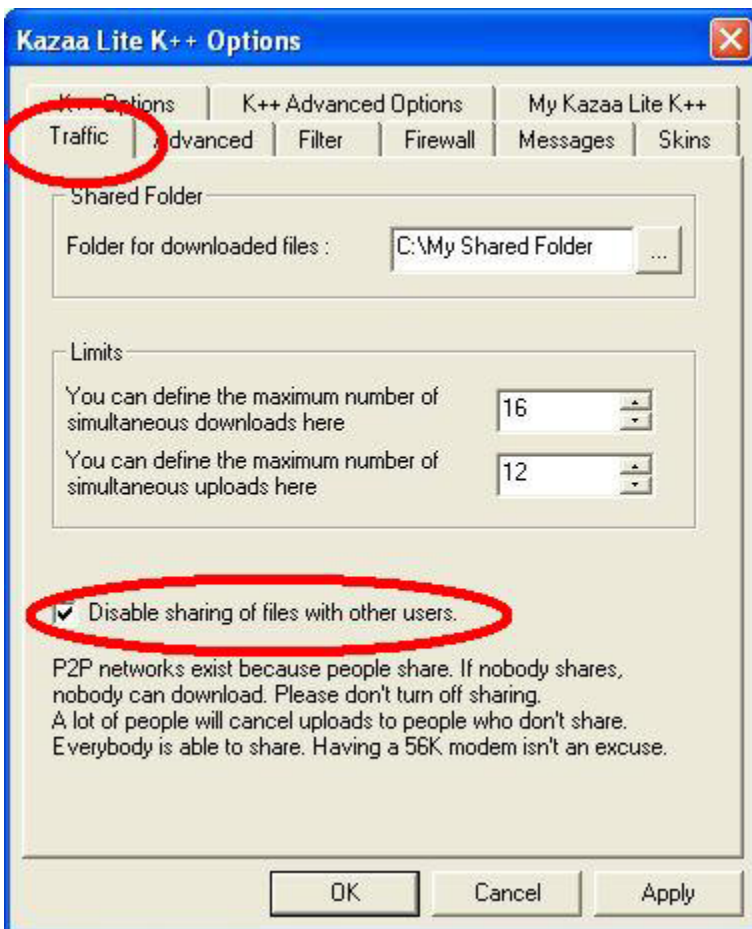 Kazaa Lite K++ Options
K++ Options K++ Advanced Options My Kazaa Lite K++
Traffic Advanced Filter Firewall Messages Skins
Shared Folder
Folder for downloaded files : C:\My Shared Folder ...
Limits
You can define the maximum number of
simultaneous downloads here
16
You can define the maximum number of
simultaneous uploads here
12
Disable sharing of files with other users.
P2P networks exist because people share. If nobody shares,
nobody can download. Please don't turn off sharing.
A lot of people will cancel uploads to people who don't share.
Everybody is able to share. Having a 56K modem isn't an excuse.
OK Cancel Apply